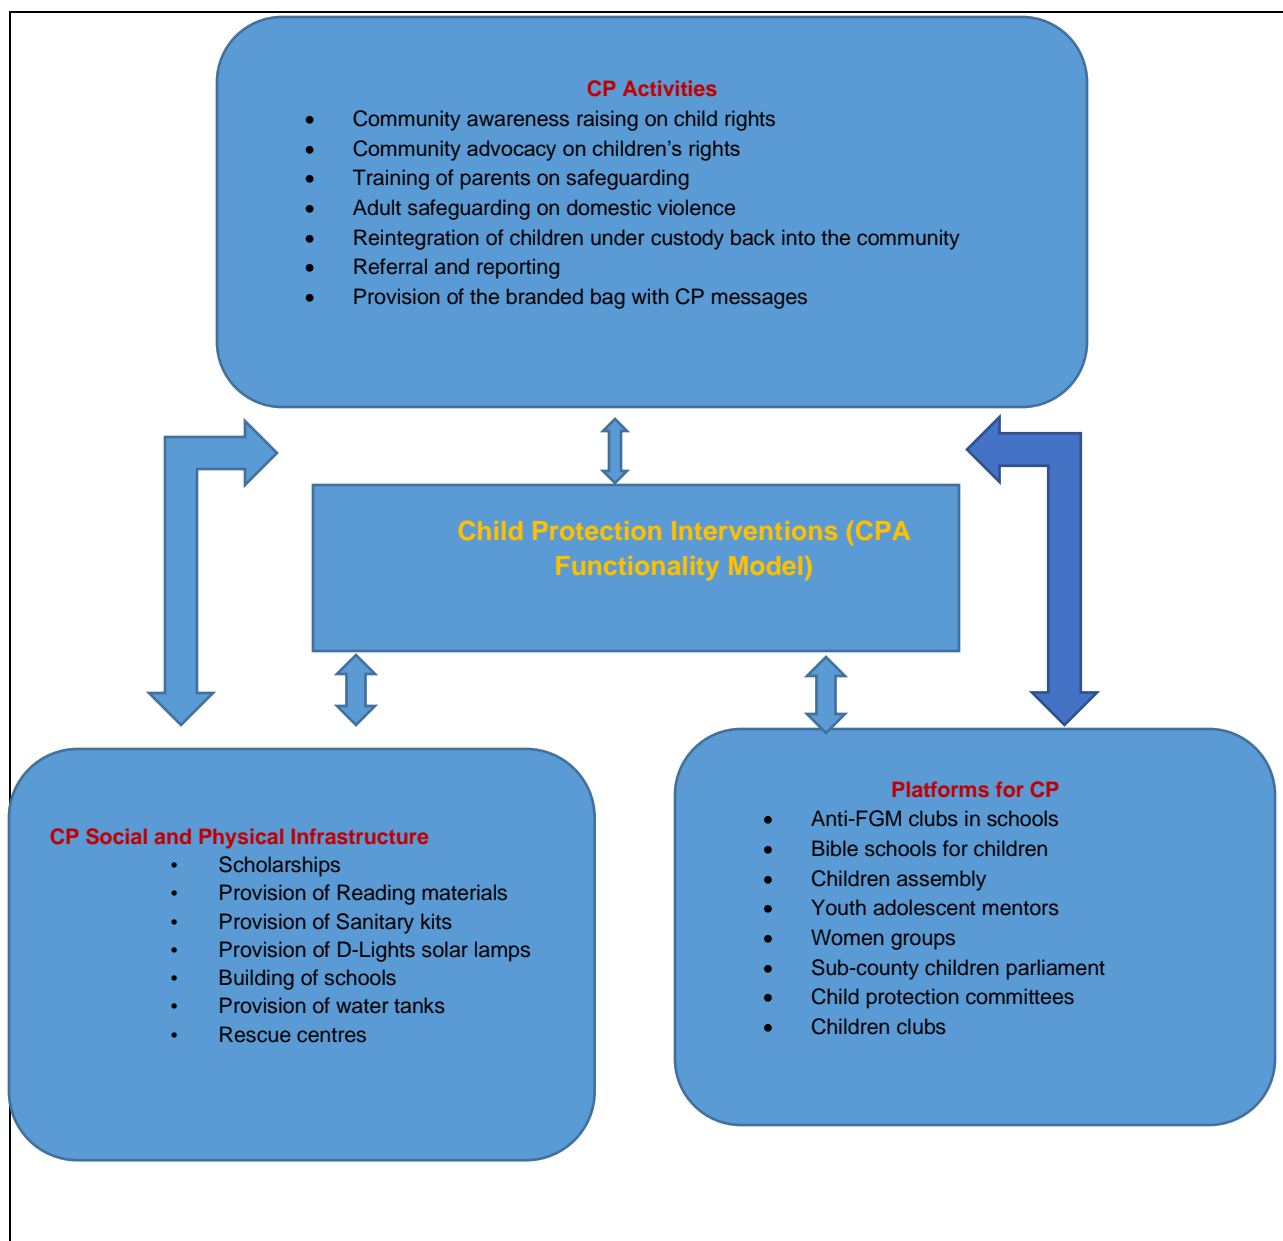 CP Activities
• Community awareness raising on child rights
• Community advocacy on children’s rights
• Training of parents on safeguarding
• Adult safeguarding on domestic violence
• Reintegration of children under custody back into the community
• Referral and reporting
• Provision of the branded bag with CP messages
Child Protection Interventions (CPA
Functionality Model)
CP Social and Physical Infrastructure
• Scholarships
• Provision of Reading materials
• Provision of Sanitary kits
• Provision of D-Lights solar lamps
• Building of schools
• Provision of water tanks
• Rescue centres
Platforms for CP
• Anti-FGM clubs in schools
• Bible schools for children
• Children assembly
• Youth adolescent mentors
• Women groups
• Sub-county children parliament
• Child protection committees
• Children clubs